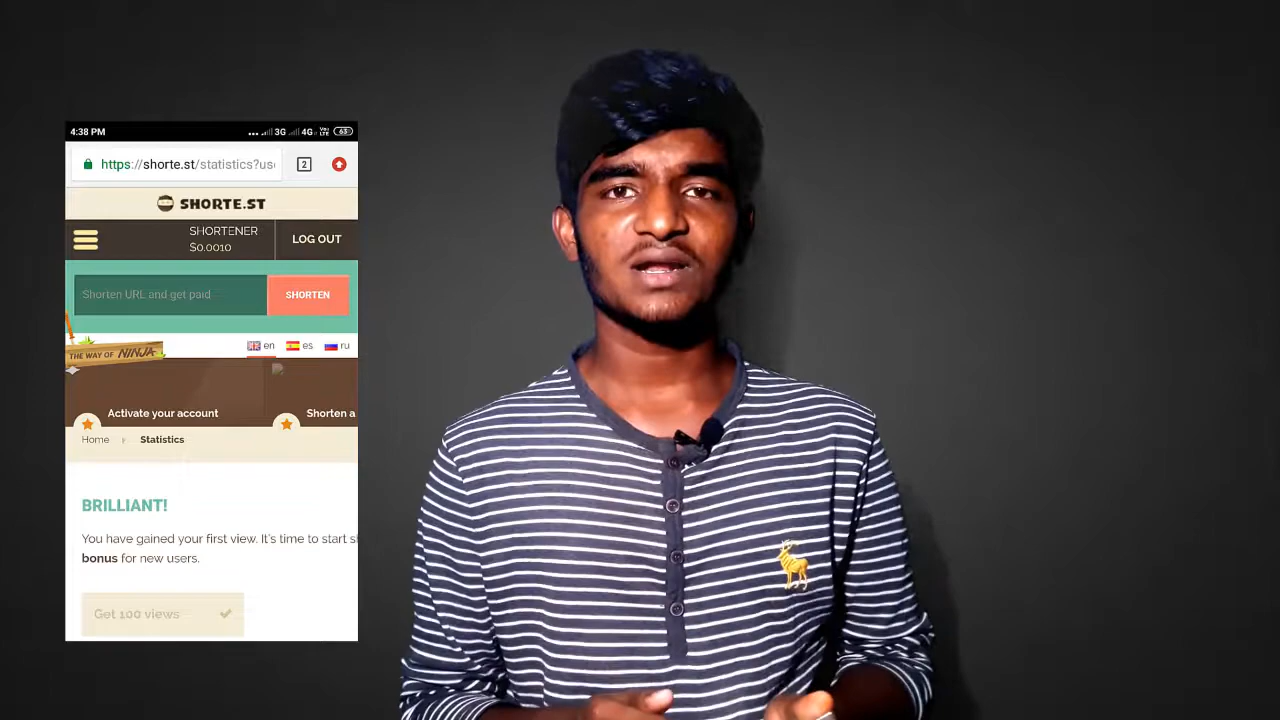 4:38 PM
3G 4G VoLTE 63
https://shorte.st/statistics?us
2
SHORTE.ST
SHORTENER
$0.0010
LOG OUT
Shorten URL and get paid
SHORTEN
en es ru
THE WAY OF NINJA
Activate your account
Shorten a
Home Statistics
BRILLIANT!
You have gained your first view. It's time to start
bonus for new users.
Get 100 views